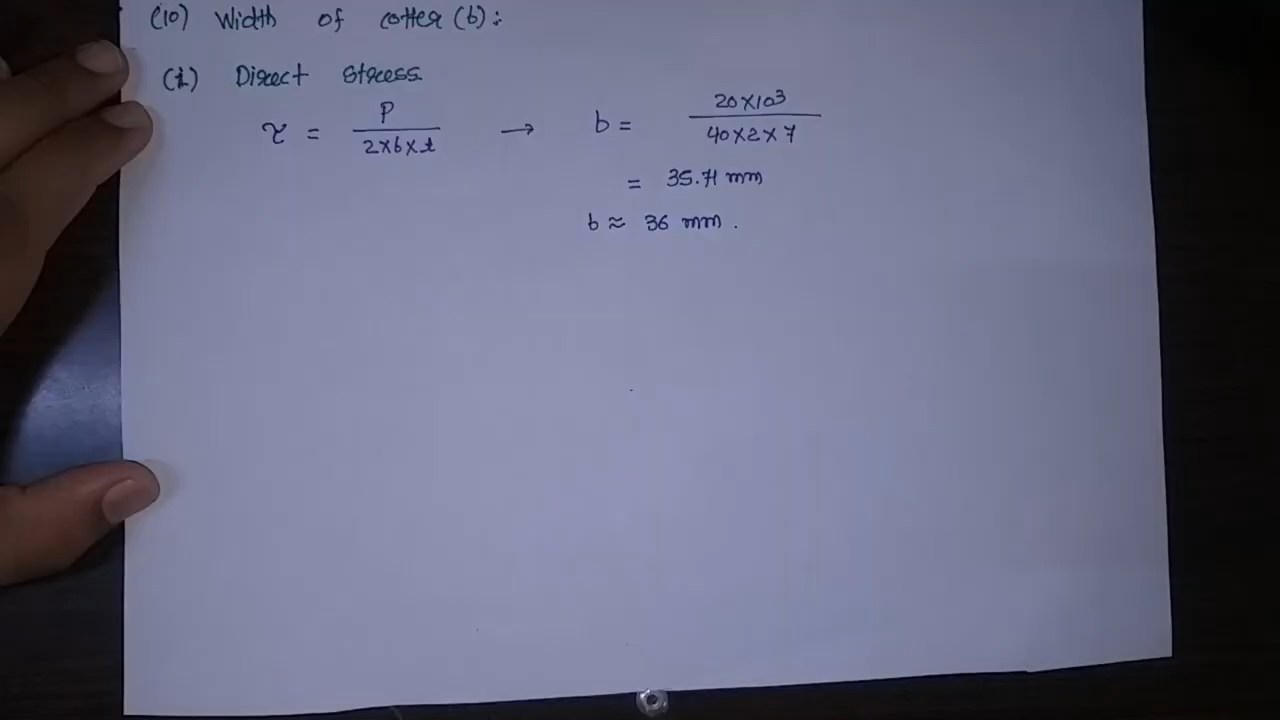 (10) Width of cotter (b):
(i) Direct stress
τ = P / 2×b×t → b = 20×10³ / 40×2×7
= 35.71 mm
b ≈ 36 mm.